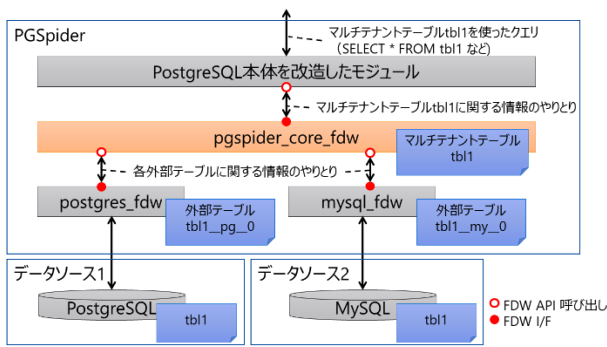 PGSpider
マルチテナントテーブルtbl1を使ったクエリ
（SELECT * FROM tbl1 など）
PostgreSQL本体を改造したモジュール
マルチテナントテーブルtbl1に関する情報のやりとり
pgspider_core_fdw
マルチテナントテーブル
tbl1
各外部テーブルに関する情報のやりとり
postgres_fdw
外部テーブル
tbl1__pg__0
mysql_fdw
外部テーブル
tbl1__my__0
データソース1
PostgreSQL
tbl1
データソース2
MySQL
tbl1
FDW API 呼び出し
FDW I/F